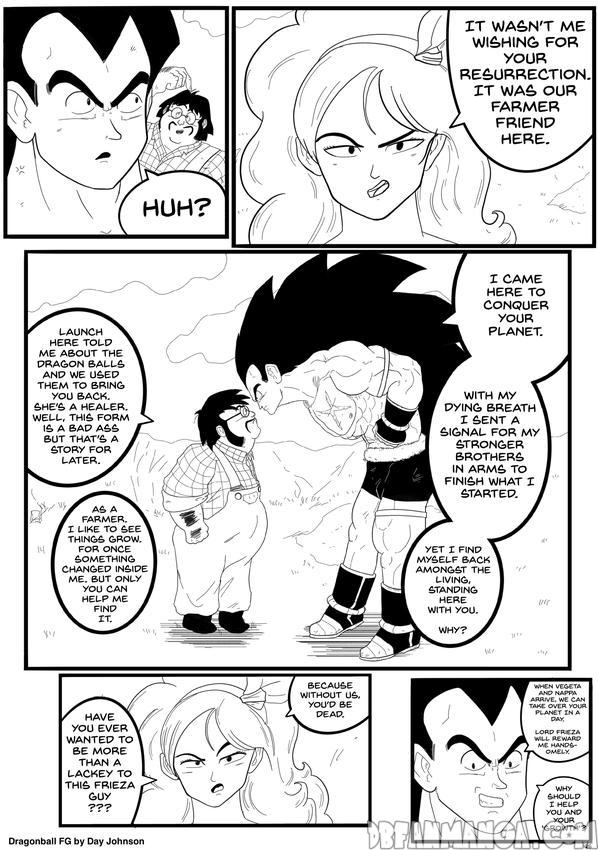 IT WASN'T ME
WISHING FOR
YOUR
RESURRECTION.
IT WAS OUR
FARMER
FRIEND
HERE.
HUH?
I CAME
HERE TO
CONQUER
YOUR
PLANET.
LAUNCH
HERE TOLD
ME ABOUT THE
DRAGON BALLS
AND WE USED
THEM TO BRING
YOU BACK.
SHE'S A HEALER.
WELL, THIS FORM
IS A BAD ASS
BUT THAT'S A
STORY FOR
LATER.
WITH MY
DYING BREATH
I SENT A
SIGNAL FOR MY
STRONGER
BROTHERS
IN ARMS TO
FINISH WHAT I
STARTED.
AS A
FARMER,
I LIKE TO SEE
THINGS GROW.
FOR ONCE
SOMETHING
CHANGED INSIDE
ME. BUT ONLY
YOU CAN
HELP ME
FIND
IT.
YET I FIND
MYSELF BACK
AMONGST THE
LIVING,
STANDING
HERE
WITH YOU.
WHY?
BECAUSE
WITHOUT US,
YOU'D BE
DEAD.
HAVE
YOU EVER
WANTED TO
BE MORE
THAN A
LACKEY TO
THIS FRIEZA
GUY
???
WHEN VEGETA
AND NAPPA
ARRIVE, WE CAN
TAKE OVER YOUR
PLANET IN A
DAY.
LORD FRIEZA
WILL REWARD
ME HANDS-
OMELY.
WHY
SHOULD
I HELP
YOU AND
YOUR
"GROWTH"?
Dragonball FG by Day Johnson
DBFANMANGA.COM